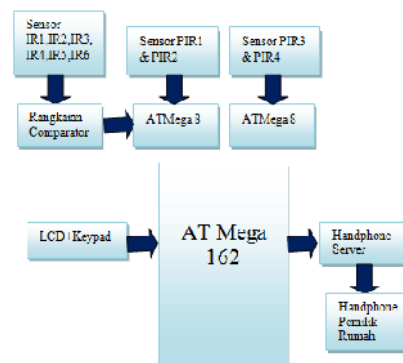 Sensor
IR1,IR2,IR3,
IR4,IR5,IR6
Sensor PIR1
& PIR2
Sensor PIR3
& PIR4
Rangkaian
Comparator
ATMega 8
ATMega 8
LCD+Keypad
AT Mega
162
Handphone
Server
Handphone
Pemilik
Rumah